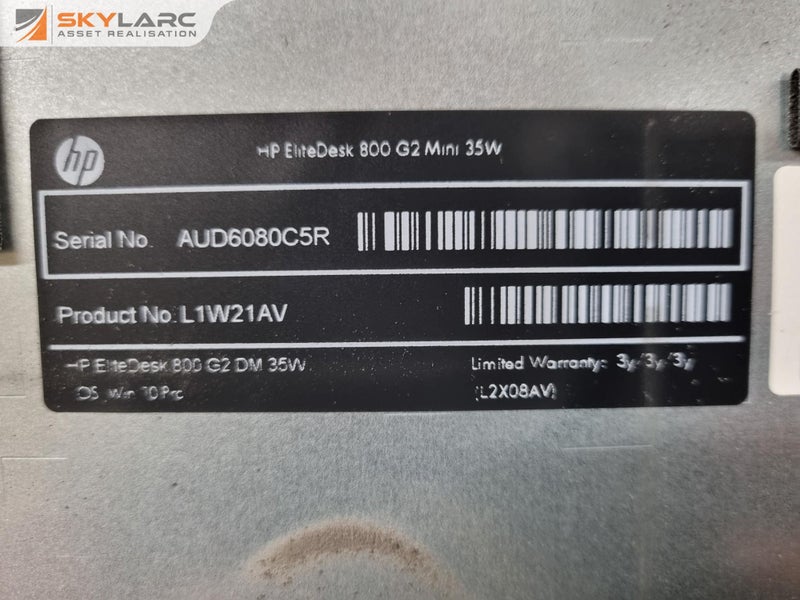 SKYLARC
ASSET REALISATION
hp
HP EliteDesk 800 G2 Mini 35W
Serial No. AUD6080C5R
Product No. L1W21AV
HP EliteDesk 800 G2 DM 35W
Limited Warranty: 3y/3y/3y
OS Win 10 Pro
(L2X08AV)